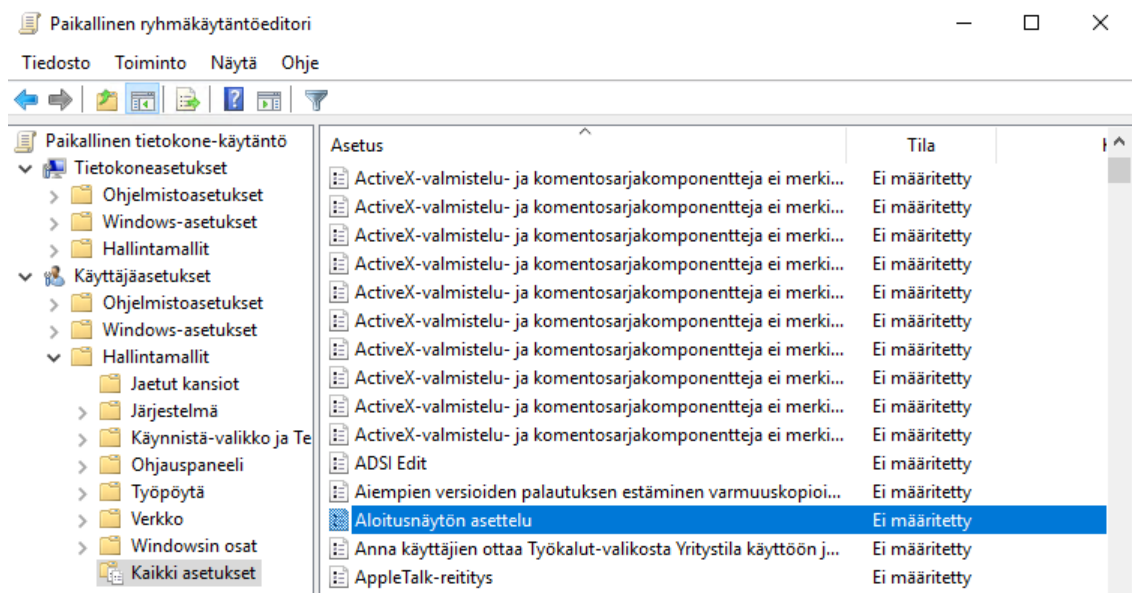 Paikallinen ryhmäkäytäntöeditori
Tiedosto Toiminto Näytä Ohje
Paikallinen tietokone-käytäntö
Tietokoneasetukset
Ohjelmistoasetukset
Windows-asetukset
Hallintamallit
Käyttäjäasetukset
Ohjelmistoasetukset
Windows-asetukset
Hallintamallit
Jaetut kansiot
Järjestelmä
Käynnistä-valikko ja Te
Ohjauspaneeli
Työpöytä
Verkko
Windowsin osat
Kaikki asetukset
Asetus Tila
ActiveX-valmistelu- ja komentosarjakomponentteja ei merki... Ei määritetty
ActiveX-valmistelu- ja komentosarjakomponentteja ei merki... Ei määritetty
ActiveX-valmistelu- ja komentosarjakomponentteja ei merki... Ei määritetty
ActiveX-valmistelu- ja komentosarjakomponentteja ei merki... Ei määritetty
ActiveX-valmistelu- ja komentosarjakomponentteja ei merki... Ei määritetty
ActiveX-valmistelu- ja komentosarjakomponentteja ei merki... Ei määritetty
ActiveX-valmistelu- ja komentosarjakomponentteja ei merki... Ei määritetty
ActiveX-valmistelu- ja komentosarjakomponentteja ei merki... Ei määritetty
ActiveX-valmistelu- ja komentosarjakomponentteja ei merki... Ei määritetty
ActiveX-valmistelu- ja komentosarjakomponentteja ei merki... Ei määritetty
ADSI Edit Ei määritetty
Aiempien versioiden palautuksen estäminen varmuuskopioi... Ei määritetty
Aloitusnäytön asettelu Ei määritetty
Anna käyttäjien ottaa Työkalut-valikosta Yritystila käyttöön j... Ei määritetty
AppleTalk-reititys Ei määritetty